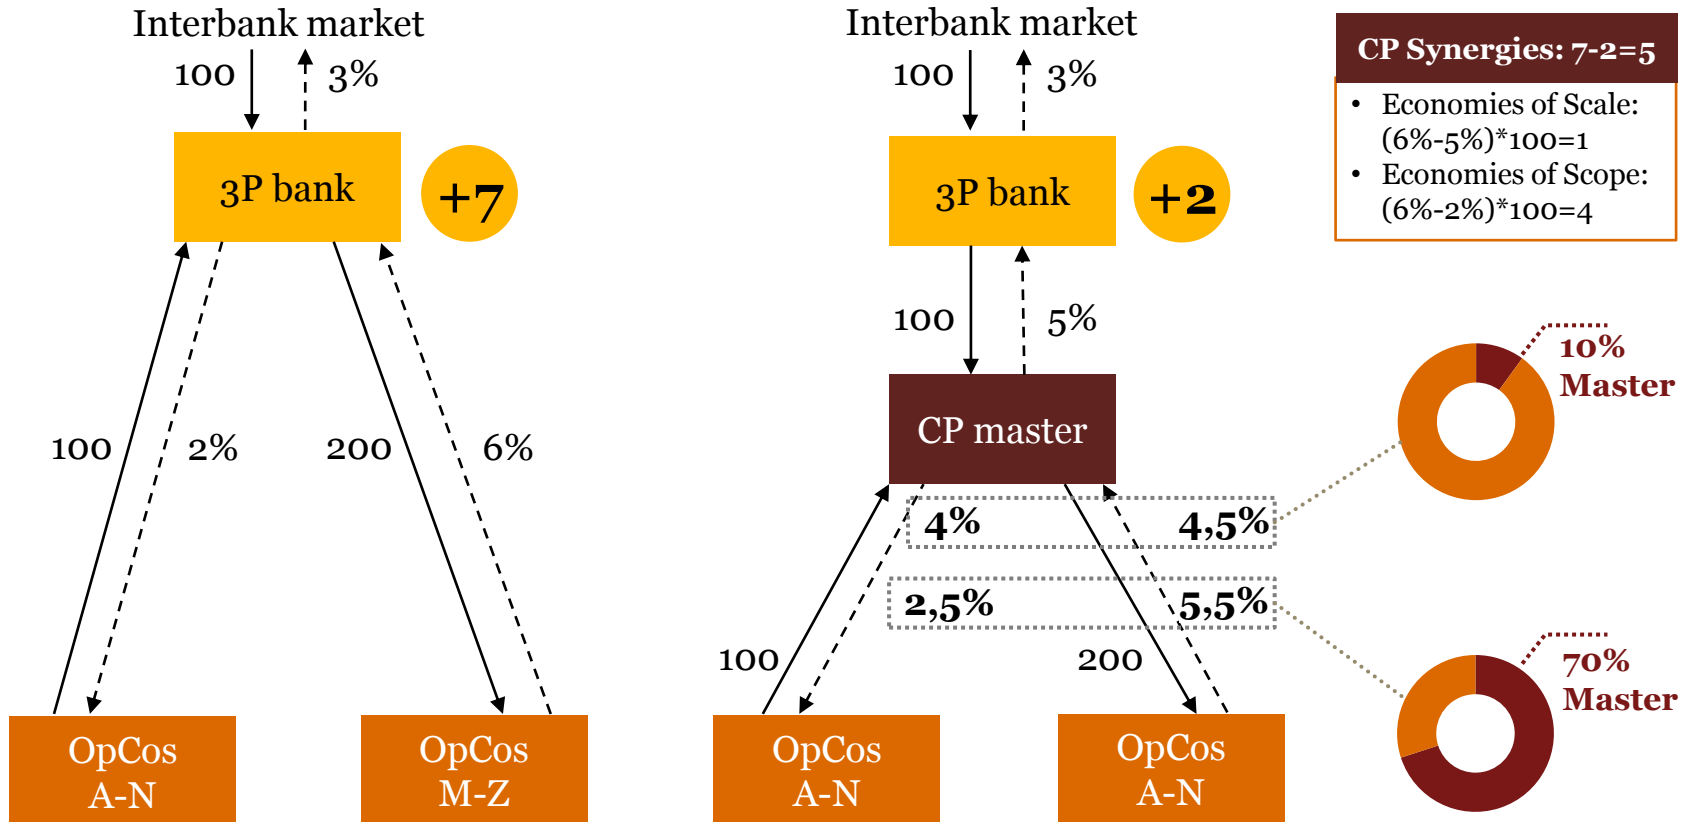 Interbank market
100
3%
3P bank
+7
100
2%
200
6%
OpCos
A-N
OpCos
M-Z
Interbank market
100
3%
3P bank
+2
100
5%
CP master
4%
4,5%
2,5%
5,5%
100
200
OpCos
A-N
OpCos
A-N
CP Synergies: 7-2=5
• Economies of Scale:
(6%-5%)*100=1
• Economies of Scope:
(6%-2%)*100=4
10%
Master
70%
Master